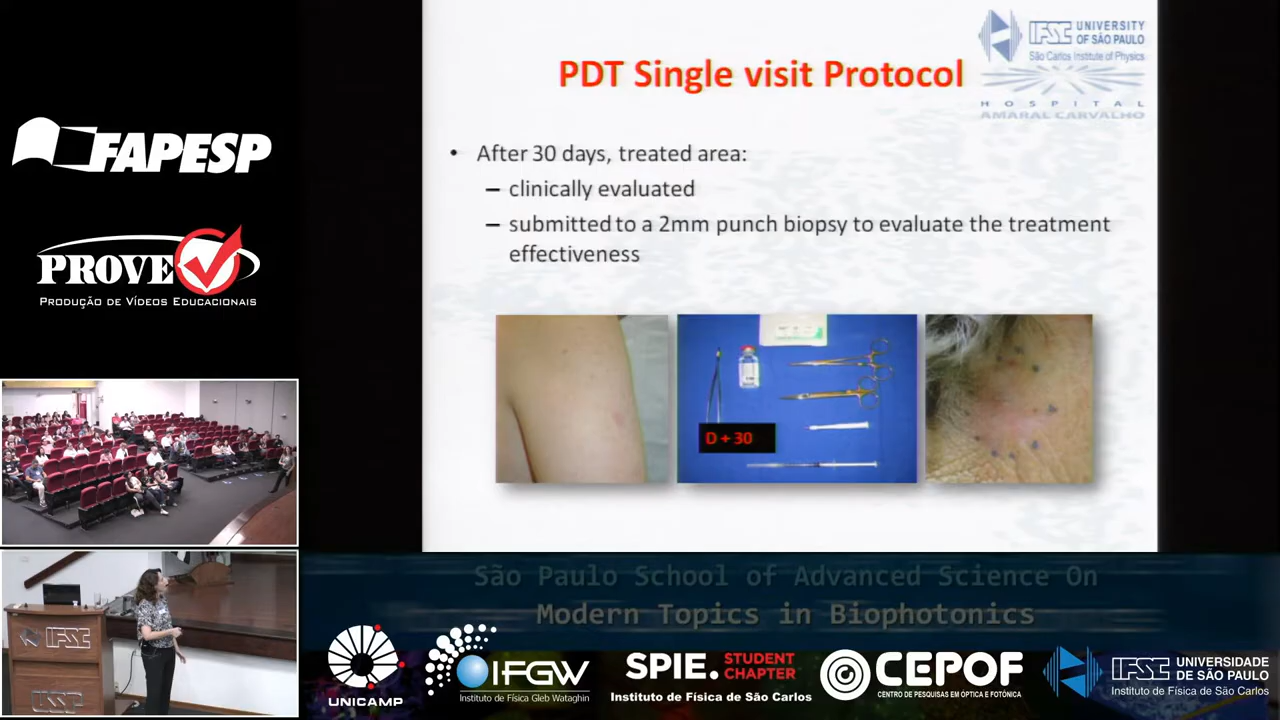 PDT Single visit Protocol
IFSC UNIVERSITY
OF SÃO PAULO
São Carlos Institute of Physics
HOSPITAL
AMARAL CARVALHO
• After 30 days, treated area:
– clinically evaluated
– submitted to a 2mm punch biopsy to evaluate the treatment
effectiveness
D + 30
FAPESP
PROVE
PRODUÇÃO DE VÍDEOS EDUCACIONAIS
IFSC
USP
São Paulo School of Advanced Science On
Modern Topics in Biophotonics
UNICAMP
IFGW
Instituto de Física Gleb Wataghin
SPIE. STUDENT
CHAPTER
Instituto de Física de São Carlos
CEPOF
CENTRO DE PESQUISAS EM ÓPTICA E FOTÔNICA
IFSC UNIVERSIDADE
DE SÃO PAULO
Instituto de Física de São Carlos